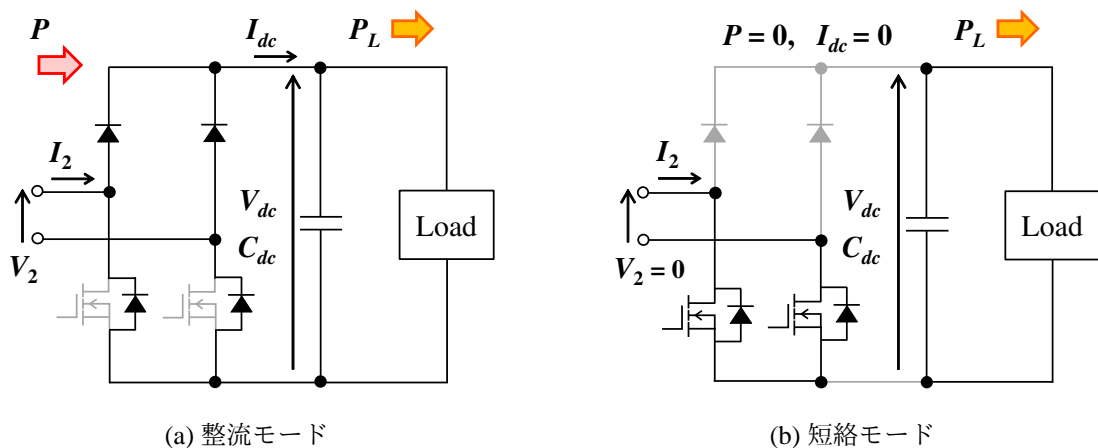 P
I_dc
P_L
I_2
V_2
V_dc
C_dc
Load
(a) 整流モード
P = 0, I_dc = 0
P_L
I_2
V_2 = 0
V_dc
C_dc
Load
(b) 短絡モード